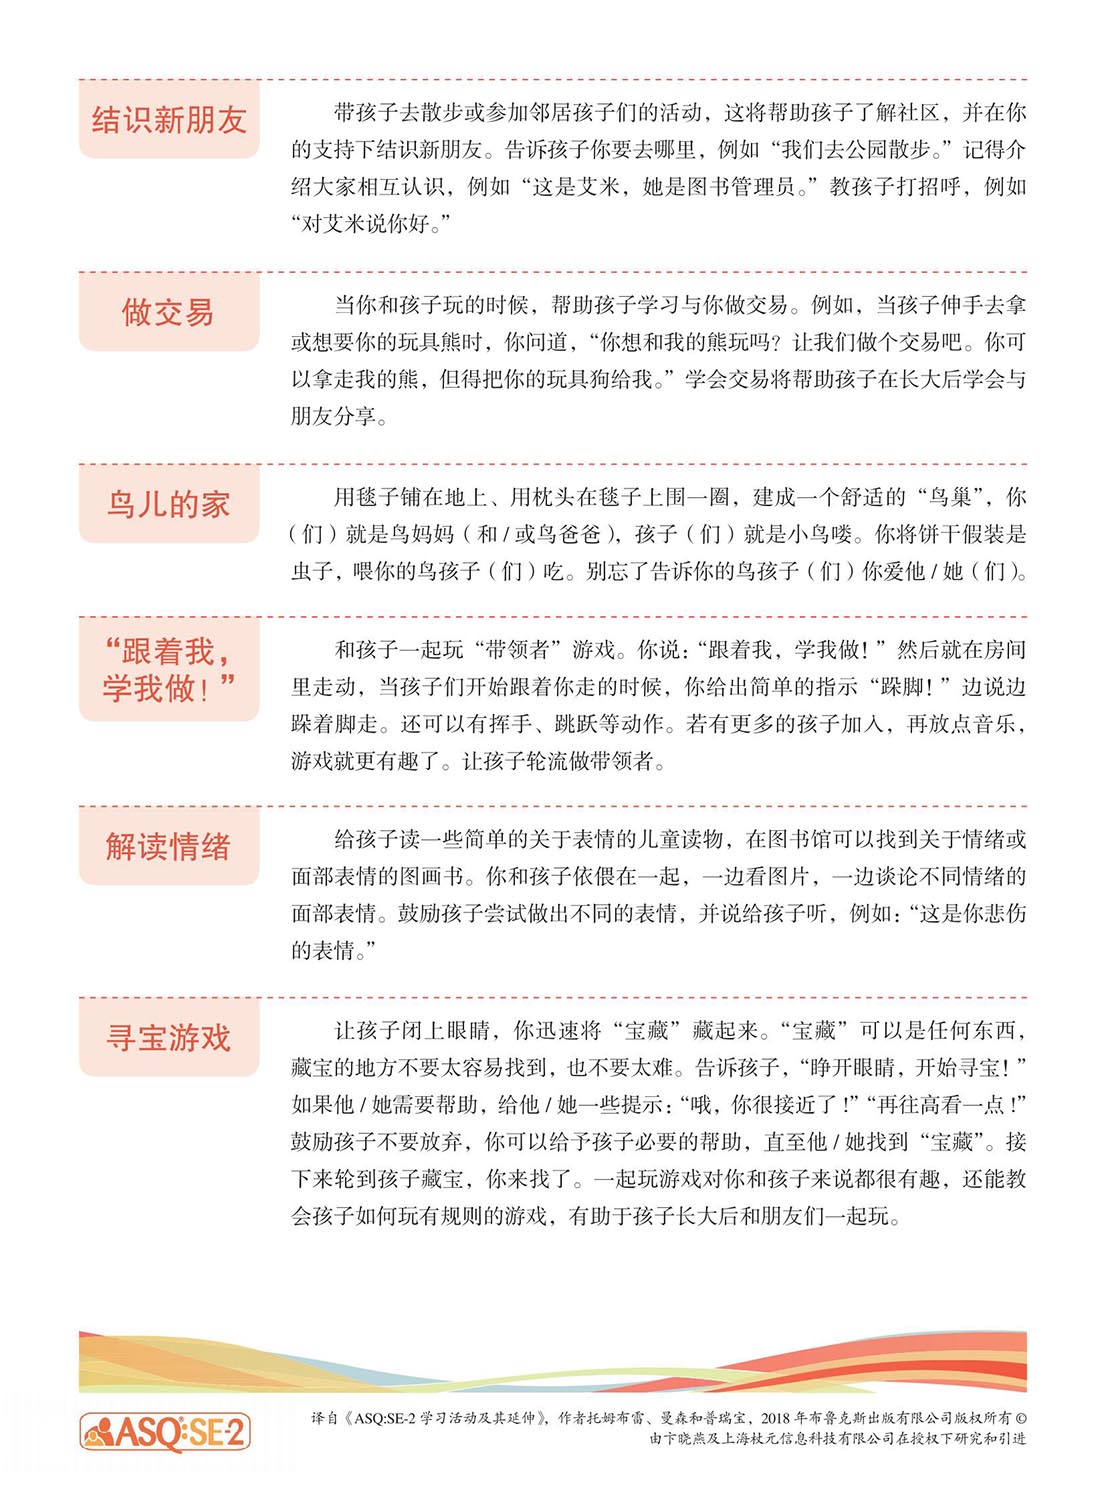 结识新朋友
带孩子去散步或参加邻居孩子们的活动，这将帮助孩子了解社区，并在你
的支持下结识新朋友。告诉孩子你要去哪里，例如“我们去公园散步。”记得介
绍大家相互认识，例如“这是艾米，她是图书管理员。”教孩子打招呼，例如
“对艾米说你好。”
做交易
当你和孩子玩的时候，帮助孩子学习与你做交易。例如，当孩子伸手去拿
或想要你的玩具熊时，你问道，“你想和我的熊玩吗？让我们做个交易吧。你可
以拿走我的熊，但得把你的玩具狗给我。”学会交易将帮助孩子在长大后学会与
朋友分享。
鸟儿的家
用毯子铺在地上、用枕头在毯子上围一圈，建成一个舒适的“鸟巢”，你
（们）就是鸟妈妈（和/或鸟爸爸），孩子（们）就是小鸟喽。你将饼干假装是
虫子，喂你的鸟孩子（们）吃。别忘了告诉你的鸟孩子（们）你爱他/她（们）。
“跟着我，
学我做！”
和孩子一起玩“带领者”游戏。你说：“跟着我，学我做！”然后就在房间
里走动，当孩子们开始跟着你走的时候，你给出简单的指示“跺脚！”边说边
跺着脚走。还可以有挥手、跳跃等动作。若有更多的孩子加入，再放点音乐，
游戏就更有趣了。让孩子轮流做带领者。
解读情绪
给孩子读一些简单的关于表情的儿童读物，在图书馆可以找到关于情绪或
面部表情的图画书。你和孩子依偎在一起，一边看图片，一边谈论不同情绪的
面部表情。鼓励孩子尝试做出不同的表情，并说给孩子听，例如：“这是你悲伤
的表情。”
寻宝游戏
让孩子闭上眼睛，你迅速将“宝藏”藏起来。“宝藏”可以是任何东西，
藏宝的地方不要太容易找到，也不要太难。告诉孩子，“睁开眼睛，开始寻宝！”
如果他/她需要帮助，给他/她一些提示：“哦，你很接近了！”“再往高看一点！”
鼓励孩子不要放弃，你可以给予孩子必要的帮助，直至他/她找到“宝藏”。接
下来轮到孩子藏宝，你来找了。一起玩游戏对你和孩子来说都很有趣，还能教
会孩子如何玩有规则的游戏，有助于孩子长大后和朋友们一起玩。
ASQ:SE-2
译自《ASQ:SE-2 学习活动及其延伸》，作者托姆布雷、曼森和普瑞宝，2018 年布鲁克斯出版有限公司版权所有©
由卞晓燕及上海杖元信息科技有限公司在授权下研究和引进